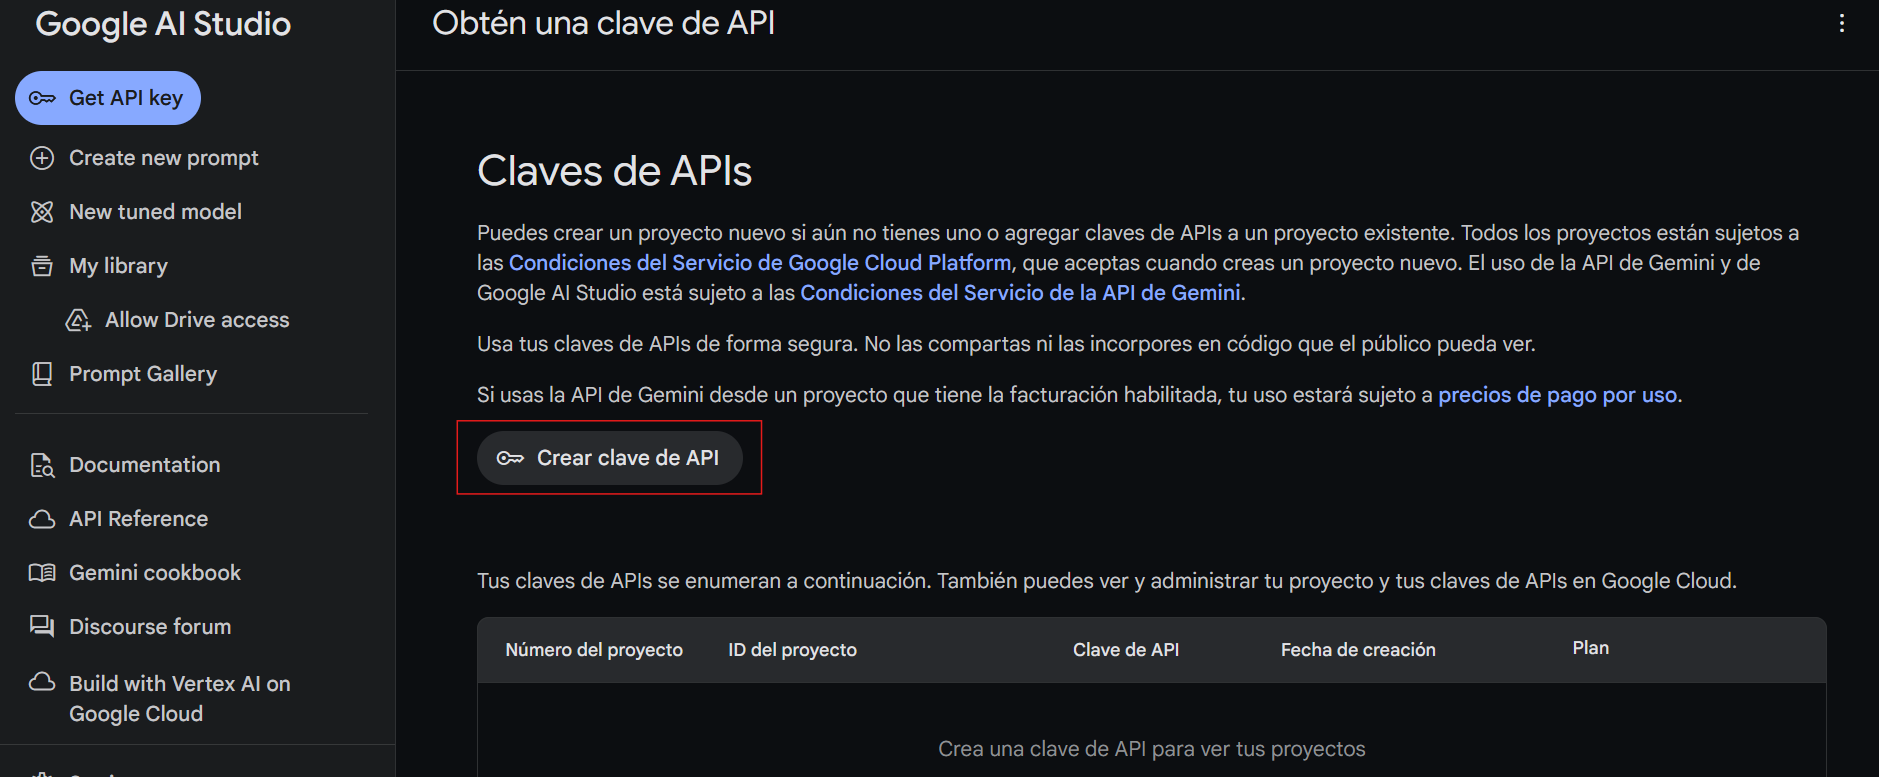 Google AI Studio
Get API key
Create new prompt
New tuned model
My library
Allow Drive access
Prompt Gallery
Documentation
API Reference
Gemini cookbook
Discourse forum
Build with Vertex AI on
Google Cloud
Obtén una clave de API
Claves de APIs
Puedes crear un proyecto nuevo si aún no tienes uno o agregar claves de APIs a un proyecto existente. Todos los proyectos están sujetos a
las Condiciones del Servicio de Google Cloud Platform, que aceptas cuando creas un proyecto nuevo. El uso de la API de Gemini y de
Google AI Studio está sujeto a las Condiciones del Servicio de la API de Gemini.
Usa tus claves de APIs de forma segura. No las compartas ni las incorpores en código que el público pueda ver.
Si usas la API de Gemini desde un proyecto que tiene la facturación habilitada, tu uso estará sujeto a precios de pago por uso.
Crear clave de API
Tus claves de APIs se enumeran a continuación. También puedes ver y administrar tu proyecto y tus claves de APIs en Google Cloud.
Número del proyecto ID del proyecto Clave de API Fecha de creación Plan
Crea una clave de API para ver tus proyectos